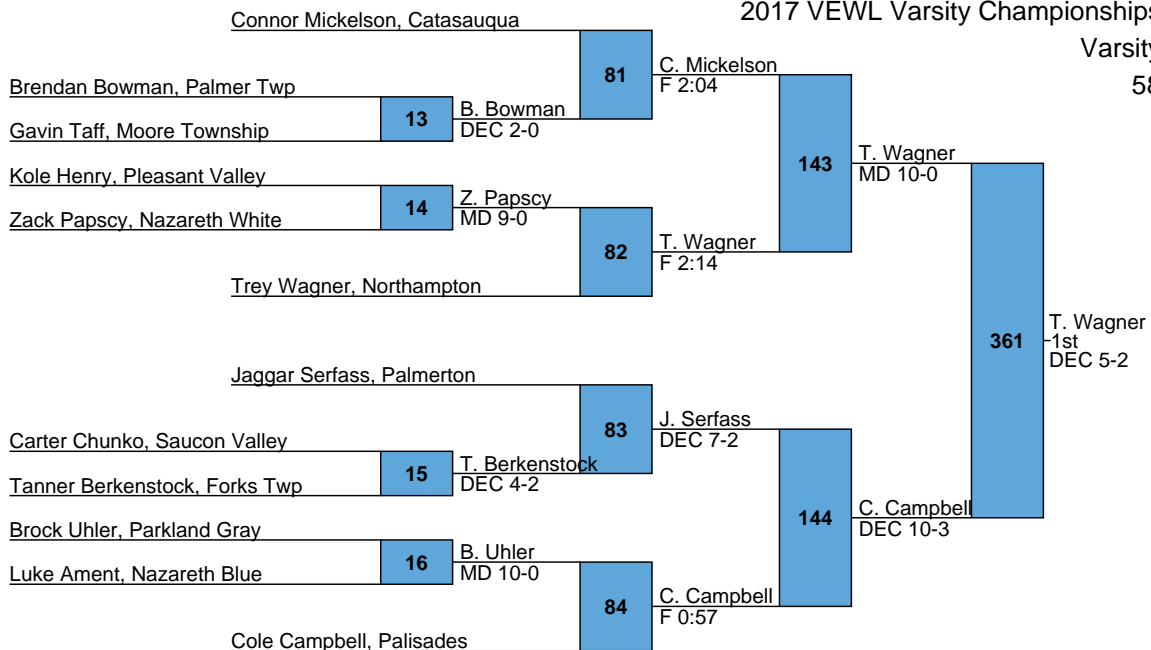 2017 VEWL Varsity Championships
Varsity
58
Connor Mickelson, Catasauqua
81
C. Mickelson
F 2:04
Brendan Bowman, Palmer Twp
13
B. Bowman
DEC 2-0
Gavin Taff, Moore Township
143
T. Wagner
MD 10-0
Kole Henry, Pleasant Valley
14
Z. Papscy
MD 9-0
Zack Papscy, Nazareth White
82
T. Wagner
F 2:14
Trey Wagner, Northampton
361
T. Wagner
1st
DEC 5-2
Jaggar Serfass, Palmerton
83
J. Serfass
DEC 7-2
Carter Chunko, Saucon Valley
15
T. Berkenstock
DEC 4-2
Tanner Berkenstock, Forks Twp
144
C. Campbell
DEC 10-3
Brock Uhler, Parkland Gray
16
B. Uhler
MD 10-0
Luke Ament, Nazareth Blue
84
C. Campbell
F 0:57
Cole Campbell, Palisades